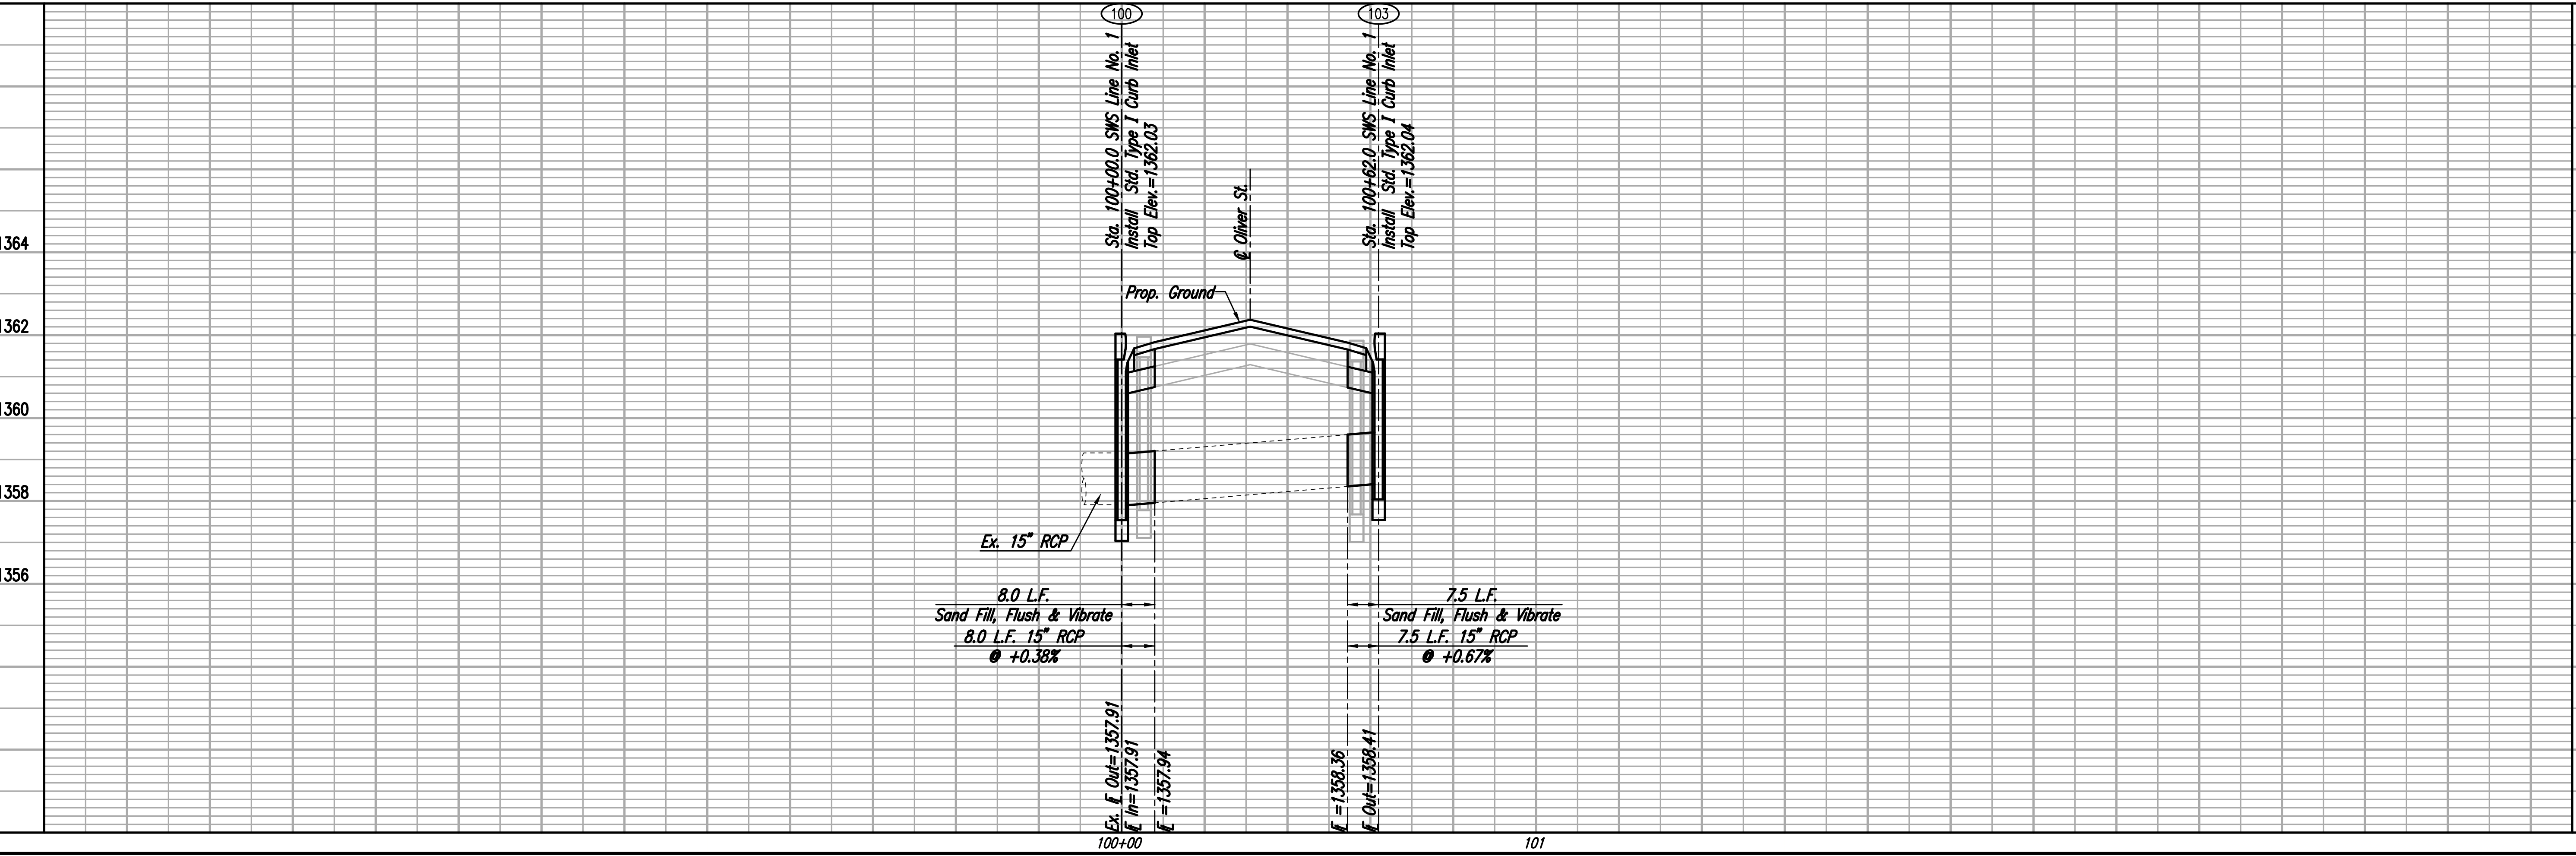 100
103
Sta. 100+00.0 SWS Line No. 1
Install Std. Type I Curb Inlet
Top Elev.=1362.03
℄ Oliver St.
Sta. 100+62.0 SWS Line No. 1
Install Std. Type I Curb Inlet
Top Elev.=1362.04
1364
1362
1360
1358
1356
Prop. Ground
Ex. 15" RCP
8.0 L.F.
Sand Fill, Flush & Vibrate
8.0 L.F. 15" RCP
@ +0.38%
7.5 L.F.
Sand Fill, Flush & Vibrate
7.5 L.F. 15" RCP
@ +0.67%
Ex. Out=1357.91
In=1357.91
=1357.94
=1358.36
Out=1358.41
100+00
101